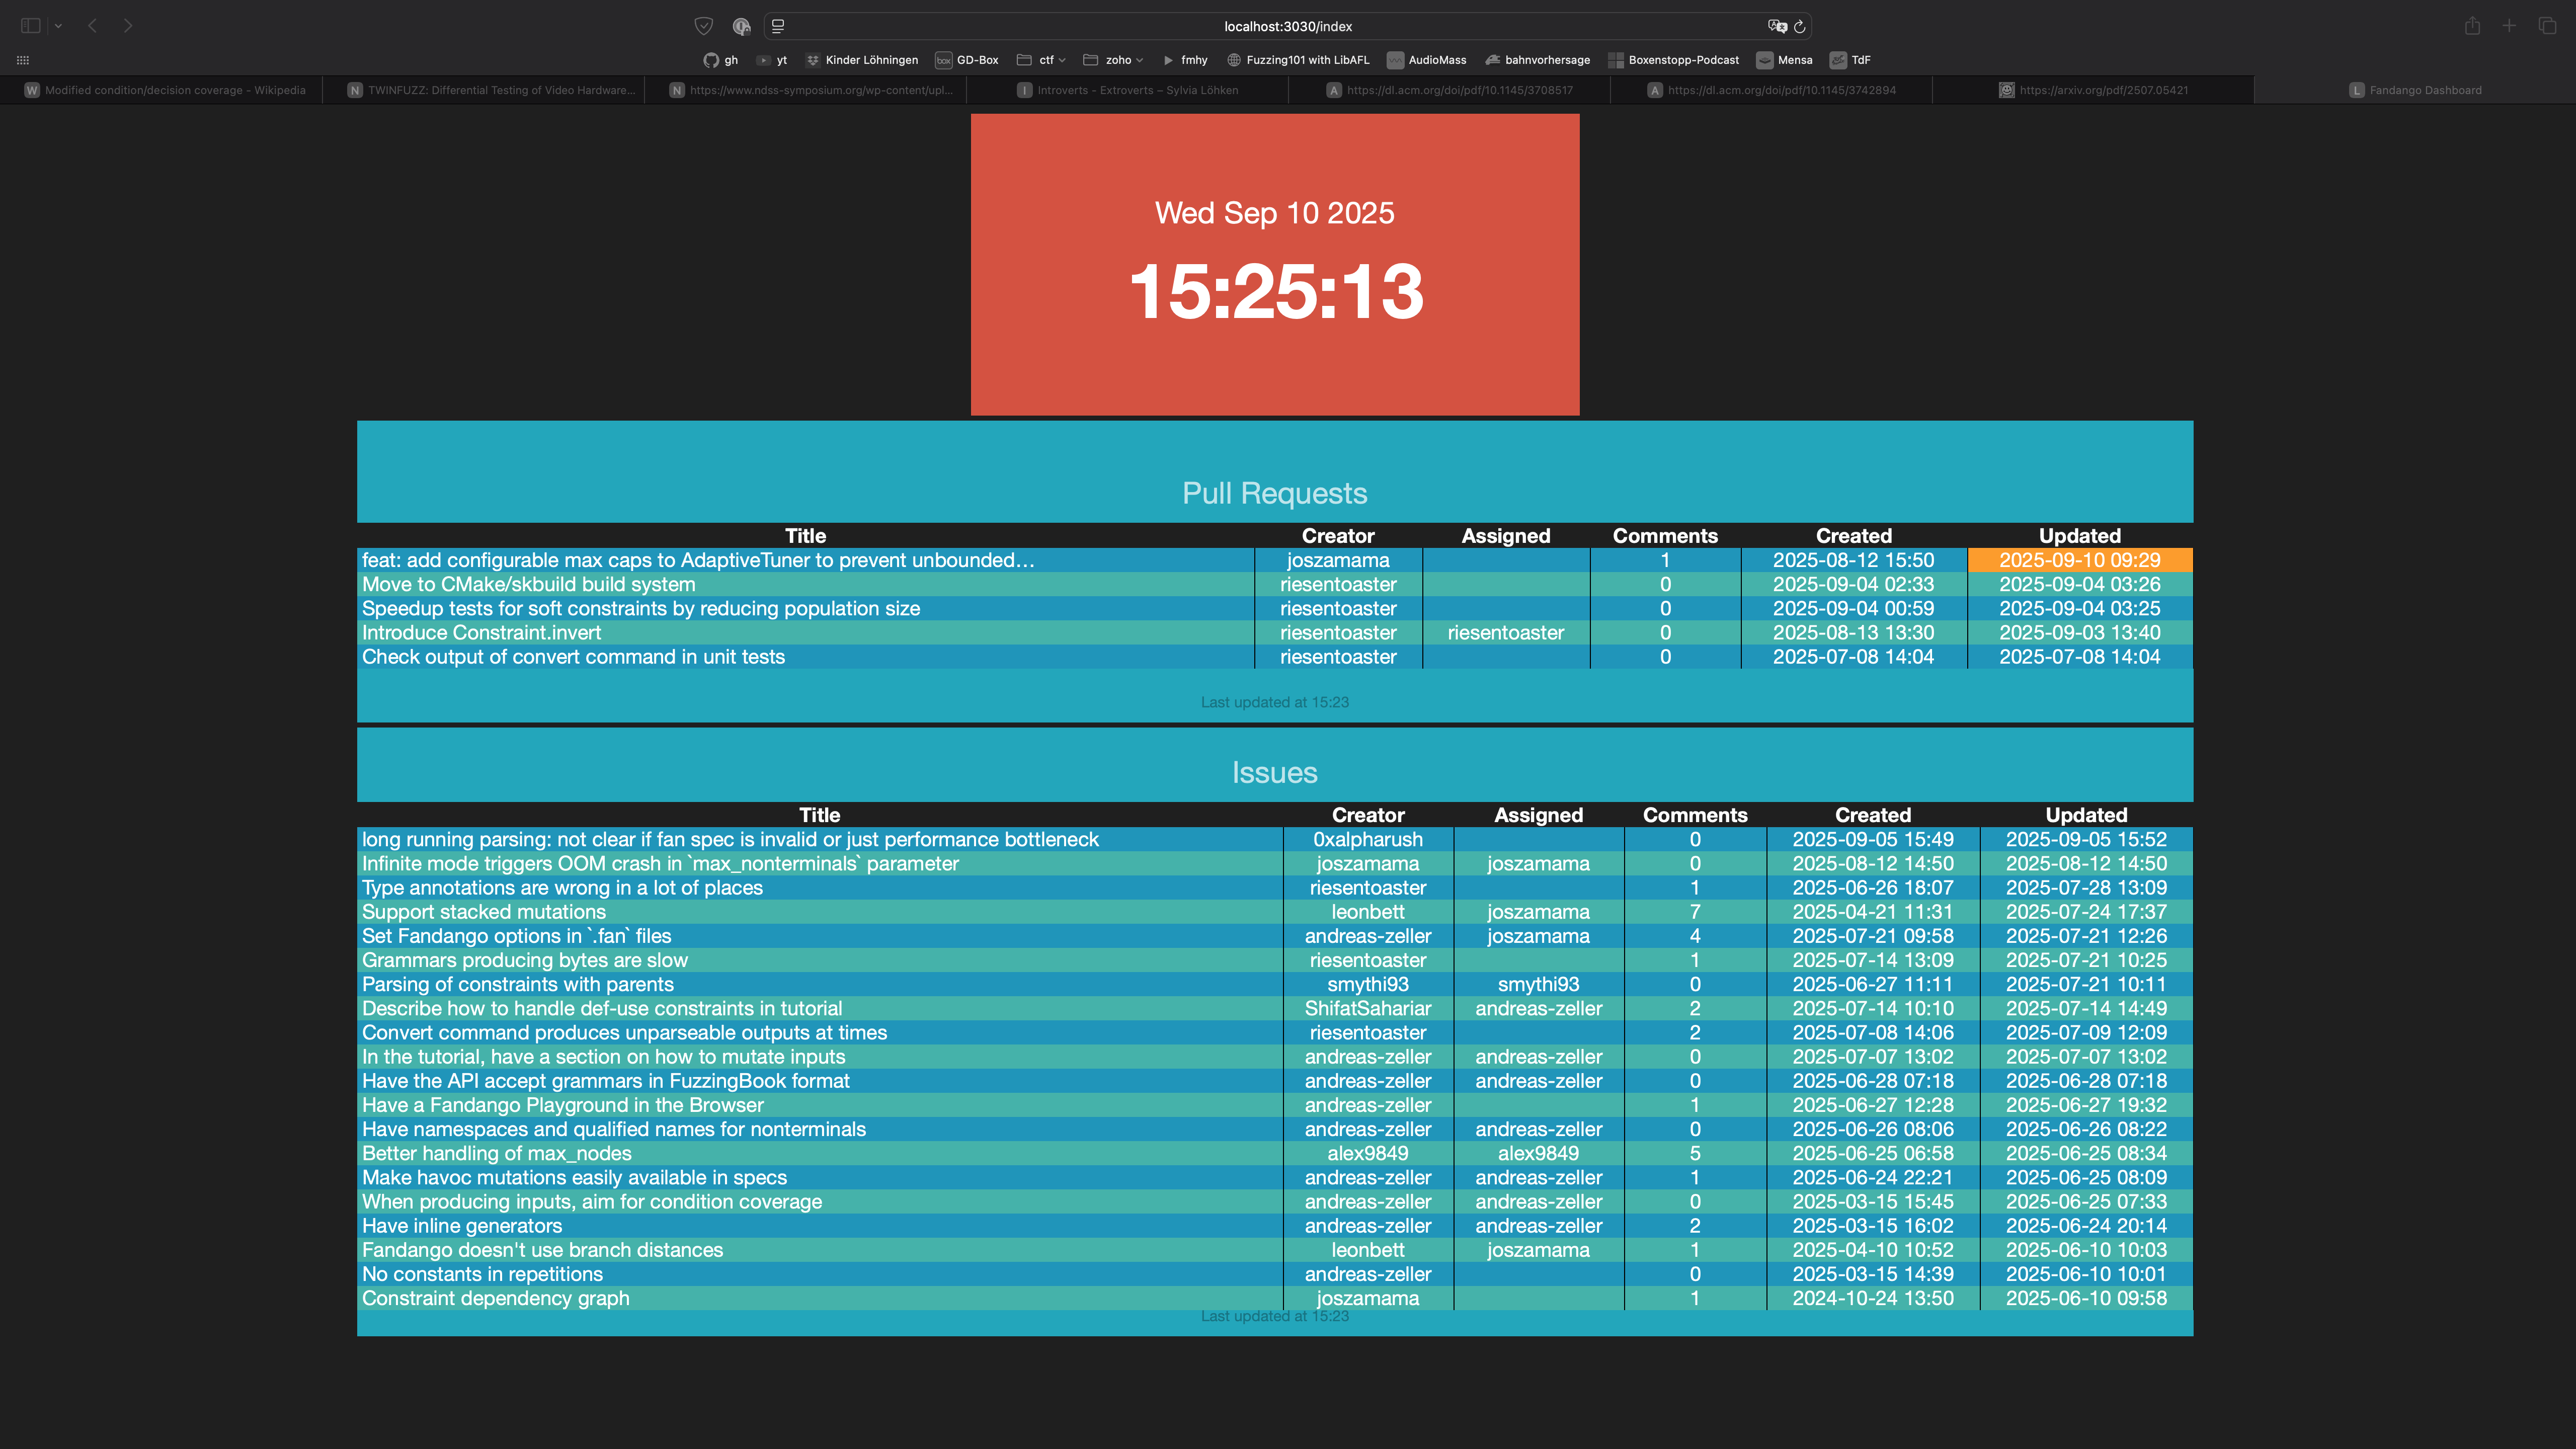 localhost:3030/index
gh yt Kinder Löhningen GD-Box ctf zoho fmhy Fuzzing101 with LibAFL AudioMass bahnvorhersage Boxenstopp-Podcast Mensa TdF
W Modified condition/decision coverage - Wikipedia N TWINFUZZ: Differential Testing of Video Hardware... N https://www.ndss-symposium.org/wp-content/upl... I Introverts - Extroverts – Sylvia Löhken A https://dl.acm.org/doi/pdf/10.1145/3708517 A https://dl.acm.org/doi/pdf/10.1145/3742894 https://arxiv.org/pdf/2507.05421 L Fandango Dashboard
Wed Sep 10 2025
15:25:13
Pull Requests
Title Creator Assigned Comments Created Updated
feat: add configurable max caps to AdaptiveTuner to prevent unbounded... joszamama 1 2025-08-12 15:50 2025-09-10 09:29
Move to CMake/skbuild build system riesentoaster 0 2025-09-04 02:33 2025-09-04 03:26
Speedup tests for soft constraints by reducing population size riesentoaster 0 2025-09-04 00:59 2025-09-04 03:25
Introduce Constraint.invert riesentoaster riesentoaster 0 2025-08-13 13:30 2025-09-03 13:40
Check output of convert command in unit tests riesentoaster 0 2025-07-08 14:04 2025-07-08 14:04
Last updated at 15:23
Issues
Title Creator Assigned Comments Created Updated
long running parsing: not clear if fan spec is invalid or just performance bottleneck 0xalpharush 0 2025-09-05 15:49 2025-09-05 15:52
Infinite mode triggers OOM crash in `max_nonterminals` parameter joszamama joszamama 0 2025-08-12 14:50 2025-08-12 14:50
Type annotations are wrong in a lot of places riesentoaster 1 2025-06-26 18:07 2025-07-28 13:09
Support stacked mutations leonbett joszamama 7 2025-04-21 11:31 2025-07-24 17:37
Set Fandango options in `.fan` files andreas-zeller joszamama 4 2025-07-21 09:58 2025-07-21 12:26
Grammars producing bytes are slow riesentoaster 1 2025-07-14 13:09 2025-07-21 10:25
Parsing of constraints with parents smythi93 smythi93 0 2025-06-27 11:11 2025-07-21 10:11
Describe how to handle def-use constraints in tutorial ShifatSahariar andreas-zeller 2 2025-07-14 10:10 2025-07-14 14:49
Convert command produces unparseable outputs at times riesentoaster 2 2025-07-08 14:06 2025-07-09 12:09
In the tutorial, have a section on how to mutate inputs andreas-zeller andreas-zeller 0 2025-07-07 13:02 2025-07-07 13:02
Have the API accept grammars in FuzzingBook format andreas-zeller andreas-zeller 0 2025-06-28 07:18 2025-06-28 07:18
Have a Fandango Playground in the Browser andreas-zeller 1 2025-06-27 12:28 2025-06-27 19:32
Have namespaces and qualified names for nonterminals andreas-zeller andreas-zeller 0 2025-06-26 08:06 2025-06-26 08:22
Better handling of max_nodes alex9849 alex9849 5 2025-06-25 06:58 2025-06-25 08:34
Make havoc mutations easily available in specs andreas-zeller andreas-zeller 1 2025-06-24 22:21 2025-06-25 08:09
When producing inputs, aim for condition coverage andreas-zeller andreas-zeller 0 2025-03-15 15:45 2025-06-25 07:33
Have inline generators andreas-zeller andreas-zeller 2 2025-03-15 16:02 2025-06-24 20:14
Fandango doesn't use branch distances leonbett joszamama 1 2025-04-10 10:52 2025-06-10 10:03
No constants in repetitions andreas-zeller 0 2025-03-15 14:39 2025-06-10 10:01
Constraint dependency graph joszamama 1 2024-10-24 13:50 2025-06-10 09:58
Last updated at 15:23